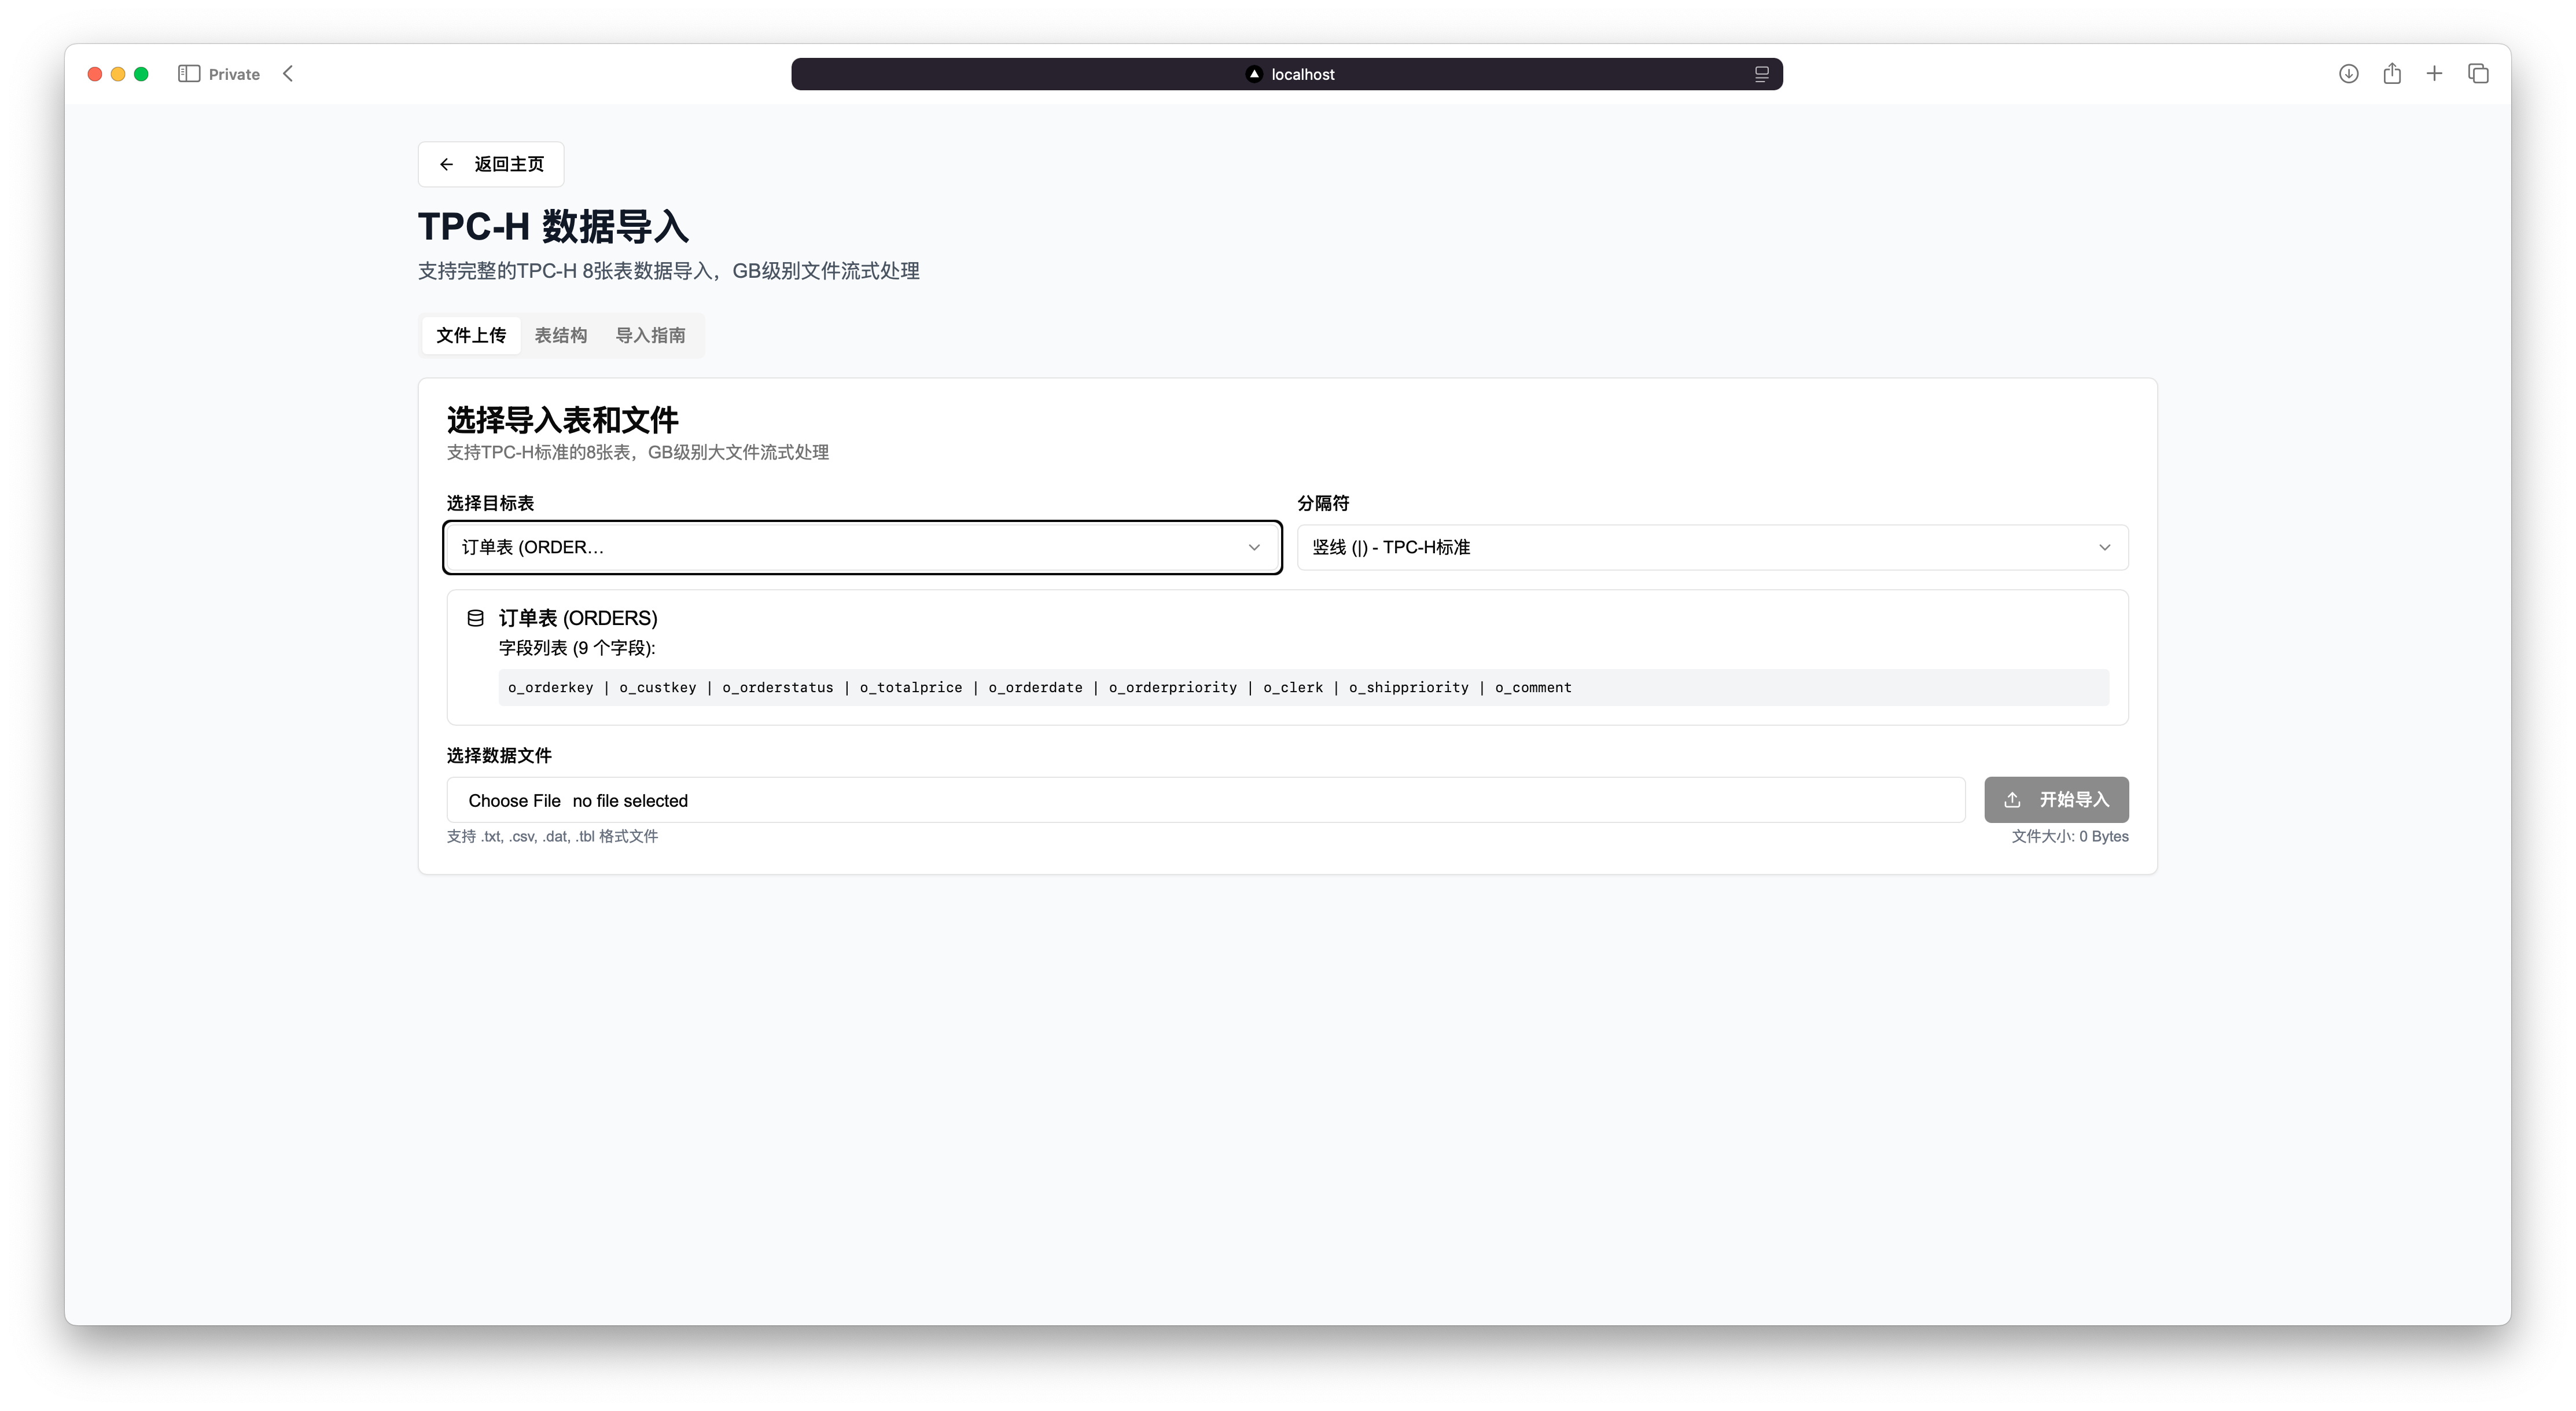 Private
localhost
返回主页
TPC-H 数据导入
支持完整的TPC-H 8张表数据导入，GB级别文件流式处理
文件上传 表结构 导入指南
选择导入表和文件
支持TPC-H标准的8张表，GB级别大文件流式处理
选择目标表
订单表 (ORDER…
分隔符
竖线 (|) - TPC-H标准
订单表 (ORDERS)
字段列表 (9 个字段):
o_orderkey | o_custkey | o_orderstatus | o_totalprice | o_orderdate | o_orderpriority | o_clerk | o_shippriority | o_comment
选择数据文件
Choose File no file selected
开始导入
支持 .txt, .csv, .dat, .tbl 格式文件
文件大小: 0 Bytes